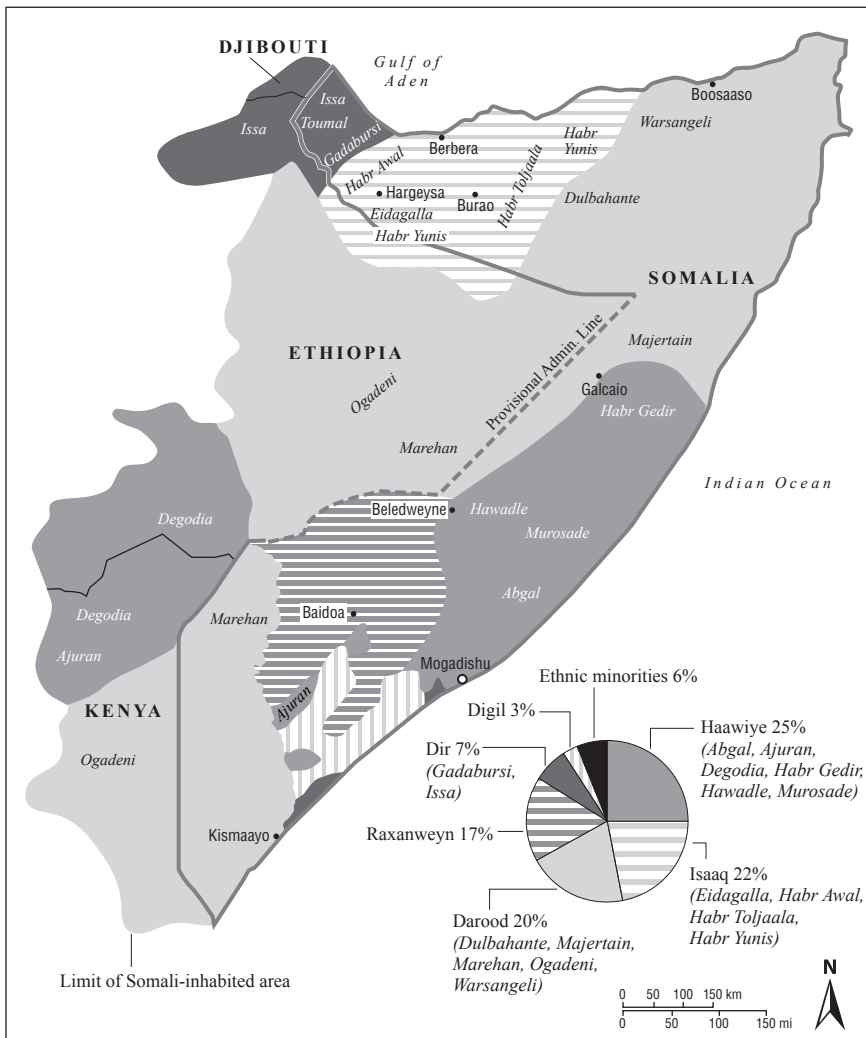 DJIBOUTI
Gulf of
Aden
Issa
Issa
Toumal
Gadabursi
Berbera
Boosaaso
Warsangeli
Habr
Yunis
Habr Awal
Habr Toljaala
Hargeysa
Burao
Eidagalla
Habr Yunis
Dulbahante
SOMALIA
ETHIOPIA
Ogadeni
Provisional Admin. Line
Majertain
Galcaio
Habr Gedir
Marehan
Indian Ocean
Degodia
Beledweyne
Hawadle
Murosade
Degodia
Marehan
Baidoa
Abgal
Ajuran
Mogadishu
Ajuran
KENYA
Ogadeni
Kismaayo
Limit of Somali-inhabited area
Ethnic minorities 6%
Digil 3%
Dir 7%
(Gadabursi,
Issa)
Raxanweyn 17%
Haawiye 25%
(Abgal, Ajuran,
Degodia, Habr Gedir,
Hawadle, Murosade)
Isaaq 22%
(Eidagalla, Habr Awal,
Habr Toljaala,
Habr Yunis)
Darood 20%
(Dulbahante, Majertain,
Marehan, Ogadeni,
Warsangeli)
N
0 50 100 150 km
0 50 100 150 mi